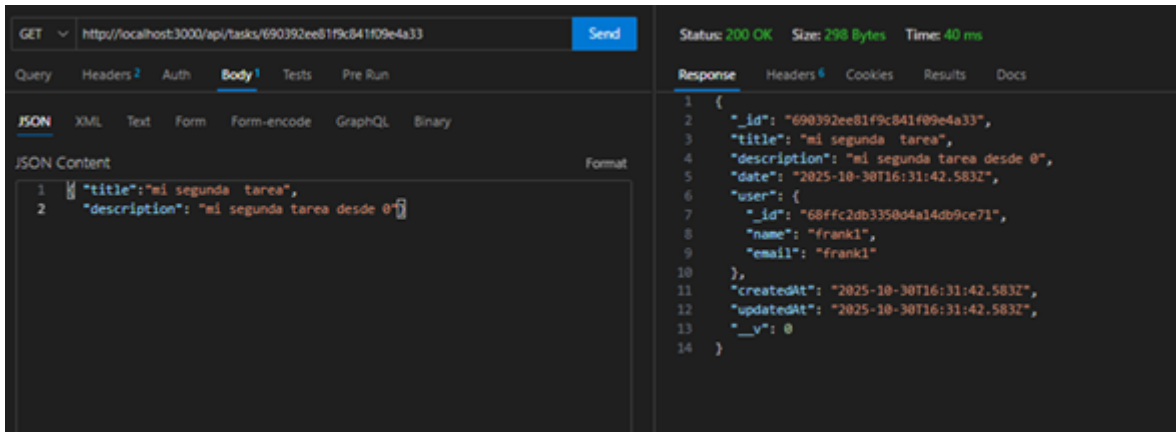 GET http://localhost:3000/api/tasks/690392ee81f9c841f09e4a33 Send
Query Headers 2 Auth Body 1 Tests Pre Run
JSON XML Text Form Form-encode GraphQL Binary
JSON Content Format
1 { "title":"mi segunda  tarea",
2 "description": "mi segunda tarea desde 0"}
Status: 200 OK Size: 298 Bytes Time: 40 ms
Response Headers 6 Cookies Results Docs
1 {
2 "_id": "690392ee81f9c841f09e4a33",
3 "title": "mi segunda  tarea",
4 "description": "mi segunda tarea desde 0",
5 "date": "2025-10-30T16:31:42.583Z",
6 "user": {
7 "_id": "68ffc2db3350d4a14db9ce71",
8 "name": "frank1",
9 "email": "frank1"
10 },
11 "createdAt": "2025-10-30T16:31:42.583Z",
12 "updatedAt": "2025-10-30T16:31:42.583Z",
13 "__v": 0
14 }